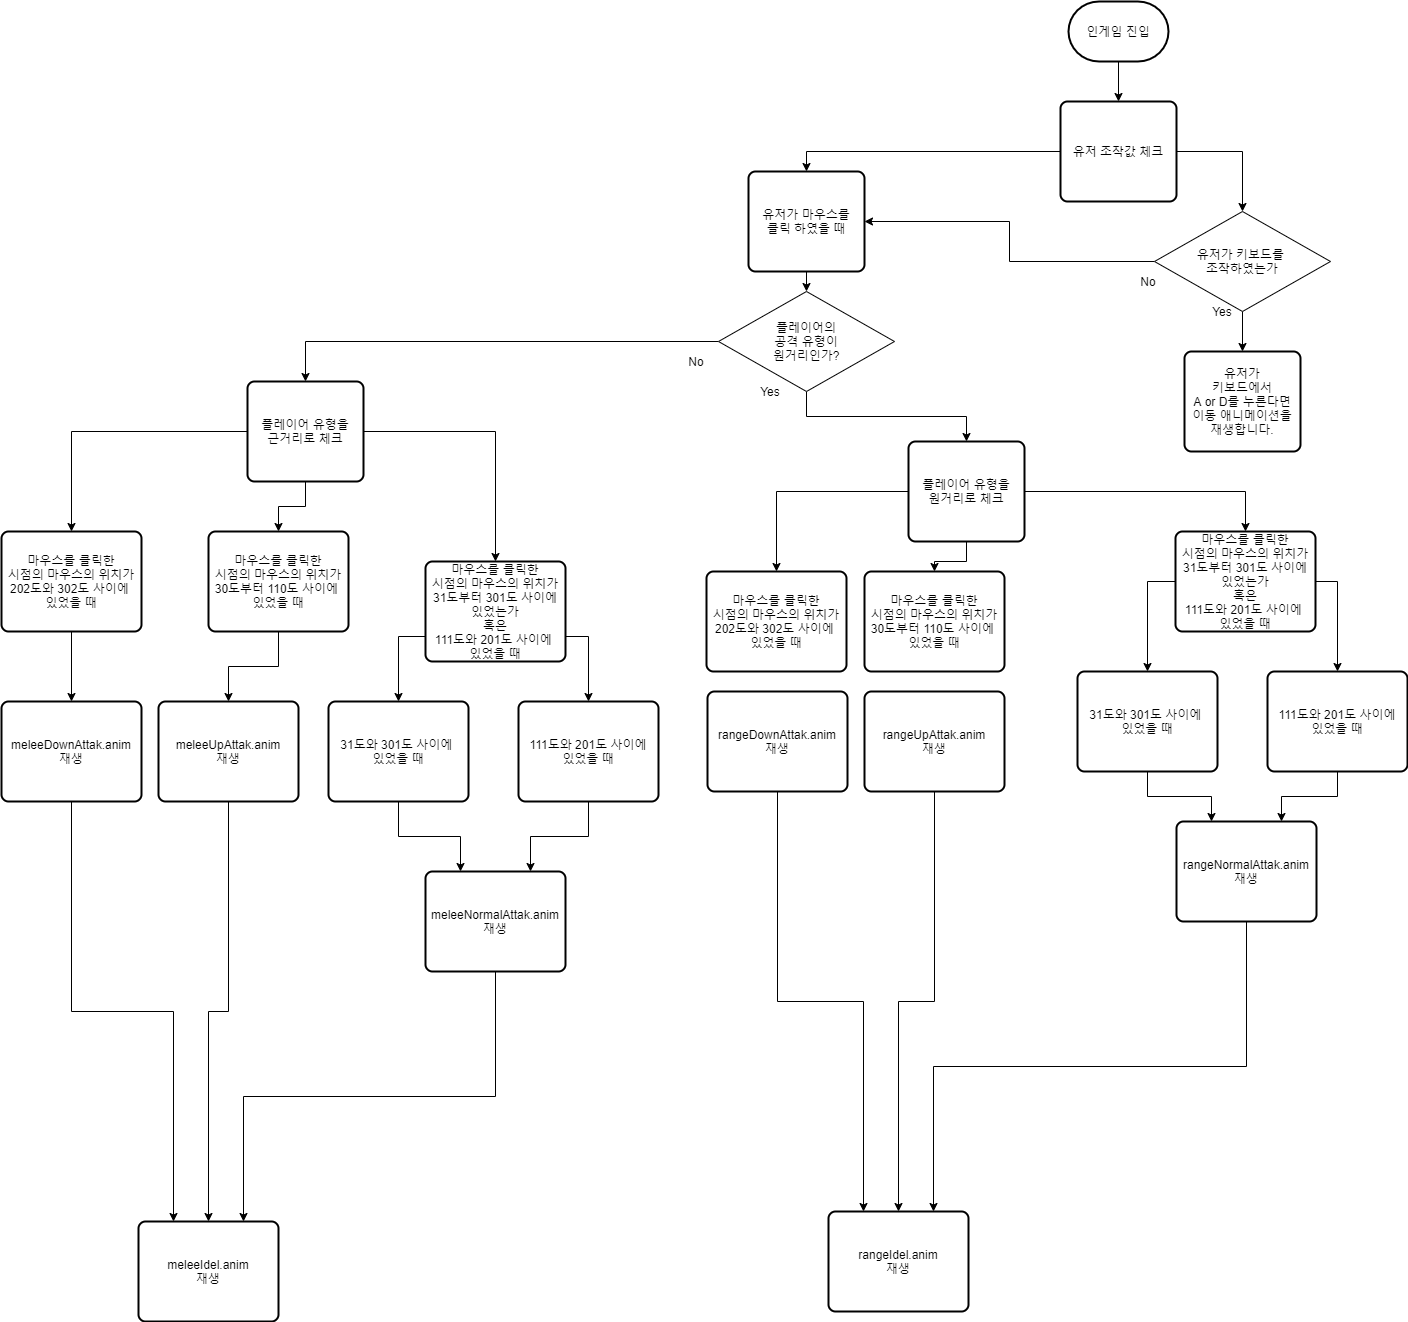 인게임 진입
유저 조작값 체크
유저가 마우스를
클릭 하였을 때
유저가 키보드를
조작하였는가
No
Yes
플레이어의
공격 유형이
원거리인가?
No
Yes
유저가
키보드에서
A or D를 누른다면
이동 애니메이션을
재생합니다.
플레이어 유형을
근거리로 체크
플레이어 유형을
원거리로 체크
마우스를 클릭한
시점의 마우스의 위치가
202도와 302도 사이에
있었을 때
마우스를 클릭한
시점의 마우스의 위치가
30도부터 110도 사이에
있었을 때
마우스를 클릭한
시점의 마우스의 위치가
31도부터 301도 사이에
있었는가
혹은
111도와 201도 사이에
있었을 때
마우스를 클릭한
시점의 마우스의 위치가
202도와 302도 사이에
있었을 때
마우스를 클릭한
시점의 마우스의 위치가
30도부터 110도 사이에
있었을 때
마우스를 클릭한
시점의 마우스의 위치가
31도부터 301도 사이에
있었는가
혹은
111도와 201도 사이에
있었을 때
meleeDownAttak.anim
재생
meleeUpAttak.anim
재생
31도와 301도 사이에
있었을 때
111도와 201도 사이에
있었을 때
rangeDownAttak.anim
재생
rangeUpAttak.anim
재생
31도와 301도 사이에
있었을 때
111도와 201도 사이에
있었을 때
meleeNormalAttak.anim
재생
rangeNormalAttak.anim
재생
meleeIdel.anim
재생
rangeIdel.anim
재생